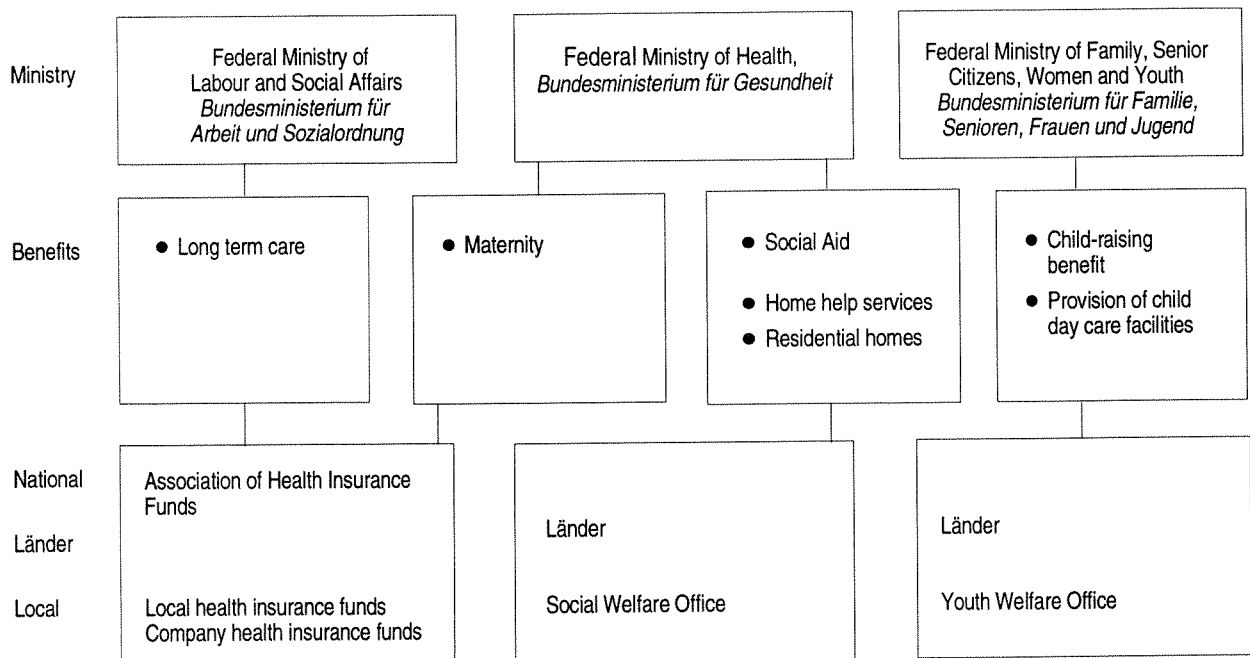 Ministry
Federal Ministry of
Labour and Social Affairs
Bundesministerium für
Arbeit und Sozialordnung
Federal Ministry of Health,
Bundesministerium für Gesundheit
Federal Ministry of Family, Senior
Citizens, Women and Youth
Bundesministerium für Familie,
Senioren, Frauen und Jugend
Benefits
● Long term care
● Maternity
● Social Aid
● Home help services
● Residential homes
● Child-raising
benefit
● Provision of child
day care facilities
National
Länder
Local
Association of Health Insurance
Funds
Local health insurance funds
Company health insurance funds
Länder
Social Welfare Office
Länder
Youth Welfare Office